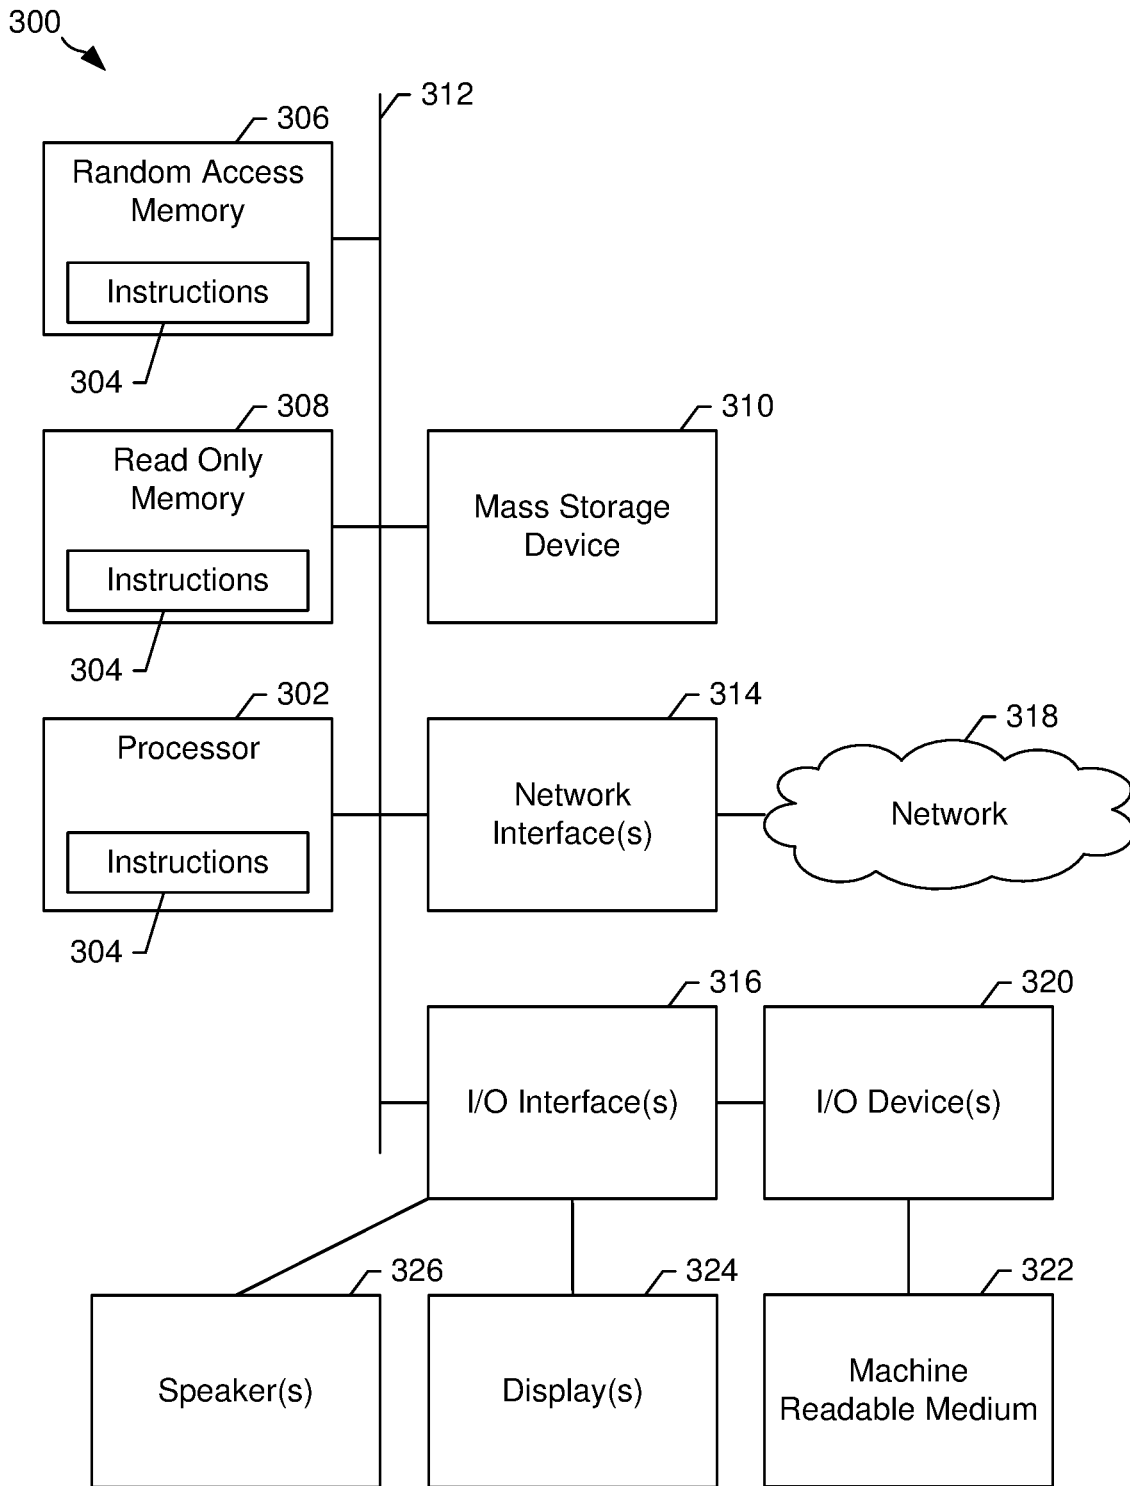 300
312
306
Random Access
Memory
Instructions
304
308
Read Only
Memory
Instructions
304
310
Mass Storage
Device
302
Processor
Instructions
304
314
Network
Interface(s)
318
Network
316
I/O Interface(s)
320
I/O Device(s)
326
Speaker(s)
324
Display(s)
322
Machine
Readable Medium